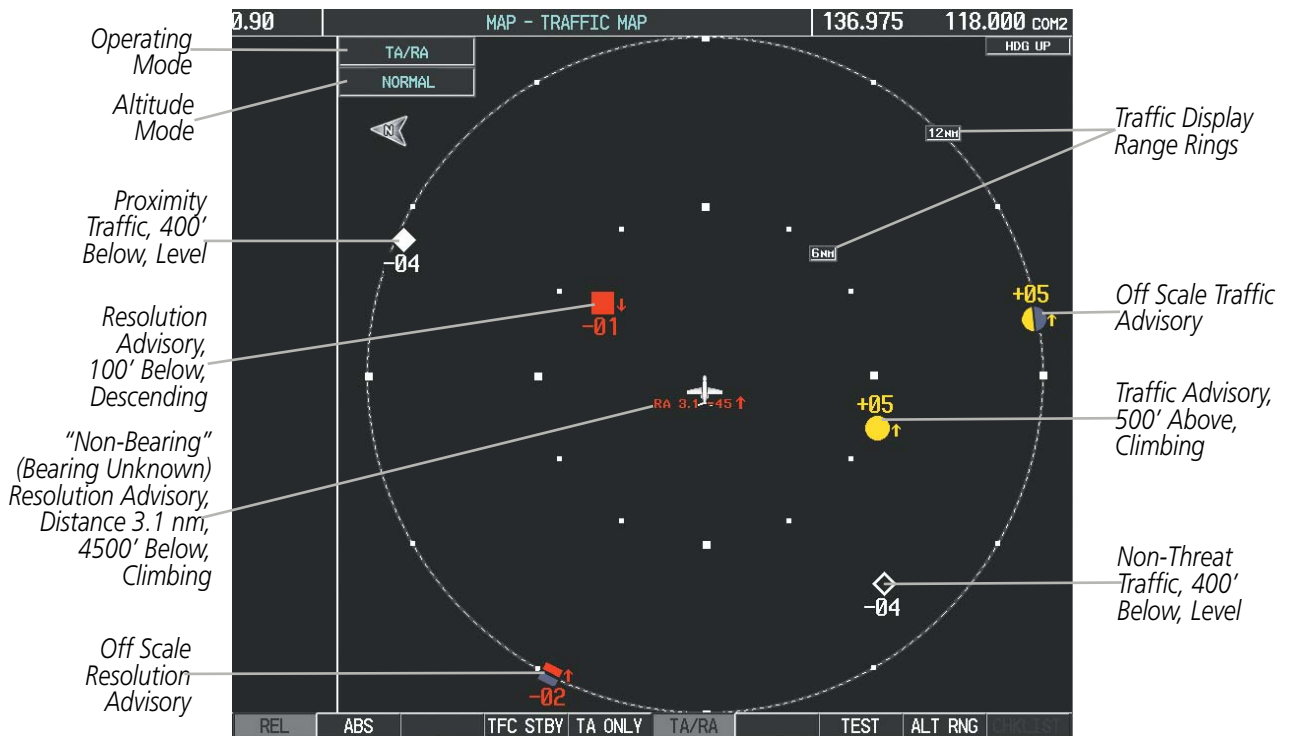 0.90
MAP - TRAFFIC MAP
136.975
118.000 COM2
HDG UP
TA/RA
NORMAL
N
12NM
6NM
-04
-01
RA 3.1 -45
+05
+05
-04
-02
Operating
Mode
Altitude
Mode
Proximity
Traffic, 400'
Below, Level
Resolution
Advisory,
100' Below,
Descending
"Non-Bearing"
(Bearing Unknown)
Resolution Advisory,
Distance 3.1 nm,
4500' Below,
Climbing
Off Scale
Resolution
Advisory
Traffic Display
Range Rings
Off Scale Traffic
Advisory
Traffic Advisory,
500' Above,
Climbing
Non-Threat
Traffic, 400'
Below, Level
REL
ABS
TFC STBY
TA ONLY
TA/RA
TEST
ALT RNG
CHKLIST